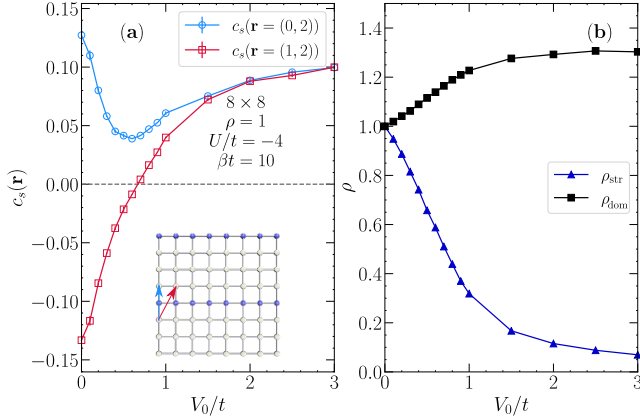 (a)
c_s(r = (0, 2))
c_s(r = (1, 2))
8 × 8
ρ = 1
U/t = −4
βt = 10
0.15
0.10
0.05
0.00
−0.05
−0.10
−0.15
c_s(r)
0 1 2 3
V_0/t
(b)
ρ_str
ρ_dom
1.4
1.2
1.0
0.8
0.6
0.4
0.2
0.0
ρ
0 1 2 3
V_0/t